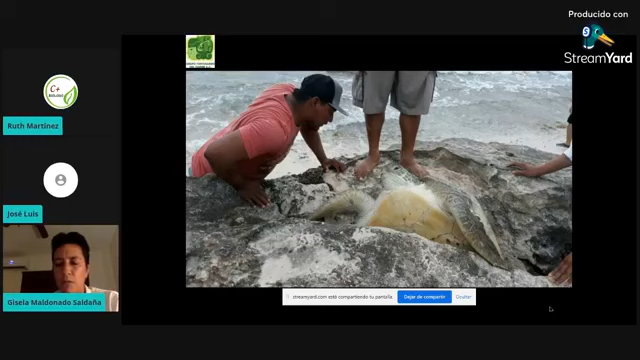 Producido con
StreamYard
C+
BIÓLOGO
Ruth Martínez
José Luis
Gisela Maldonado Saldaña
streamyard.com está compartiendo tu pantalla.
Dejar de compartir
Ocultar